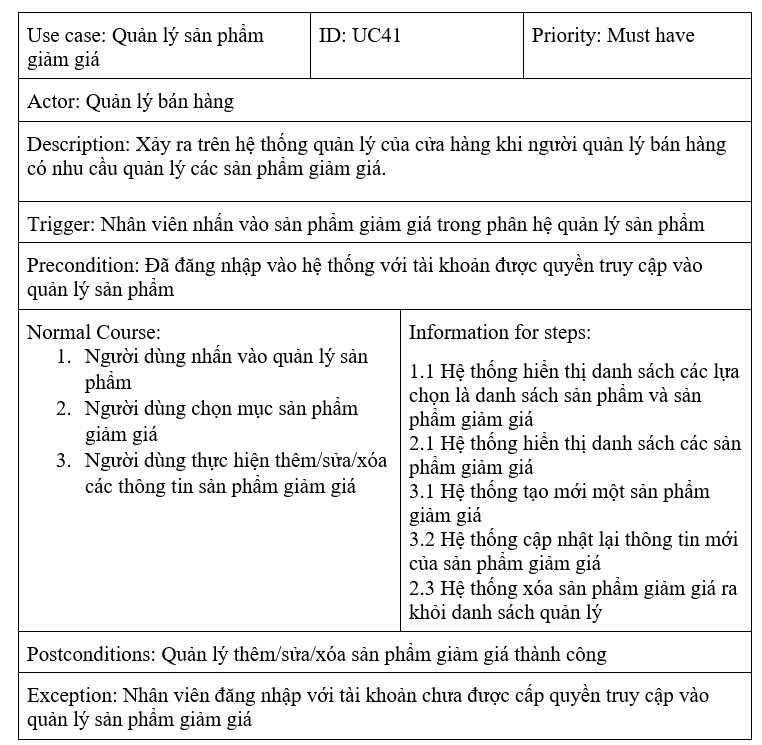 Use case: Quản lý sản phẩm
giảm giá
ID: UC41
Priority: Must have
Actor: Quản lý bán hàng
Description: Xảy ra trên hệ thống quản lý của cửa hàng khi người quản lý bán hàng
có nhu cầu quản lý các sản phẩm giảm giá.
Trigger: Nhân viên nhấn vào sản phẩm giảm giá trong phân hệ quản lý sản phẩm
Precondition: Đã đăng nhập vào hệ thống với tài khoản được quyền truy cập vào
quản lý sản phẩm
Normal Course:
1. Người dùng nhấn vào quản lý sản
phẩm
2. Người dùng chọn mục sản phẩm
giảm giá
3. Người dùng thực hiện thêm/sửa/xóa
các thông tin sản phẩm giảm giá
Information for steps:
1.1 Hệ thống hiển thị danh sách các lựa
chọn là danh sách sản phẩm và sản
phẩm giảm giá
2.1 Hệ thống hiển thị danh sách các sản
phẩm giảm giá
3.1 Hệ thống tạo mới một sản phẩm
giảm giá
3.2 Hệ thống cập nhật lại thông tin mới
của sản phẩm giảm giá
2.3 Hệ thống xóa sản phẩm giảm giá ra
khỏi danh sách quản lý
Postconditions: Quản lý thêm/sửa/xóa sản phẩm giảm giá thành công
Exception: Nhân viên đăng nhập với tài khoản chưa được cấp quyền truy cập vào
quản lý sản phẩm giảm giá